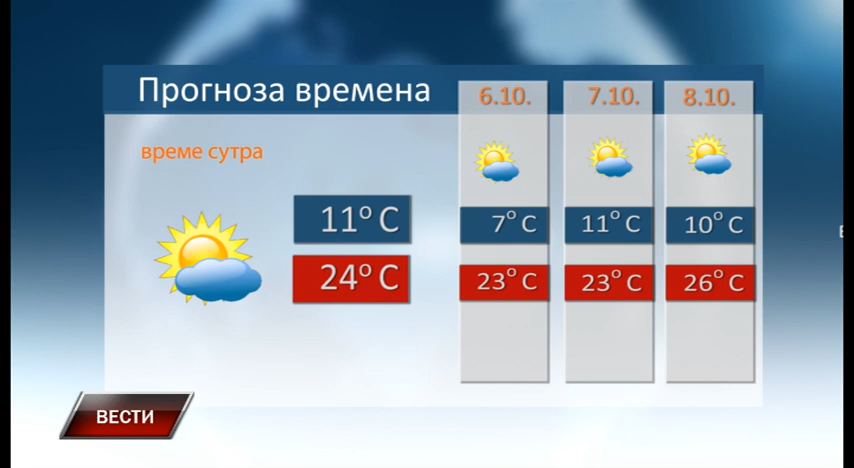 Прогноза времена
време сутра
11° C
24° C
6.10.
7.10.
8.10.
7° C
11° C
10° C
23° C
23° C
26° C
ВЕСТИ